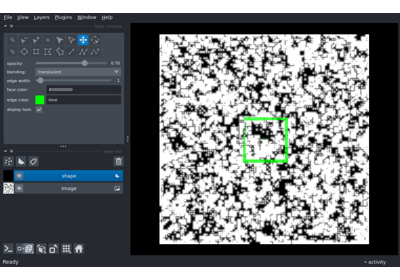 File View Layers Plugins Window Help
opacity: 0.70
blending: translucent
edge width: 1
face color: #00000000
edge color: lime
display text:
shape
Image
Ready
activity